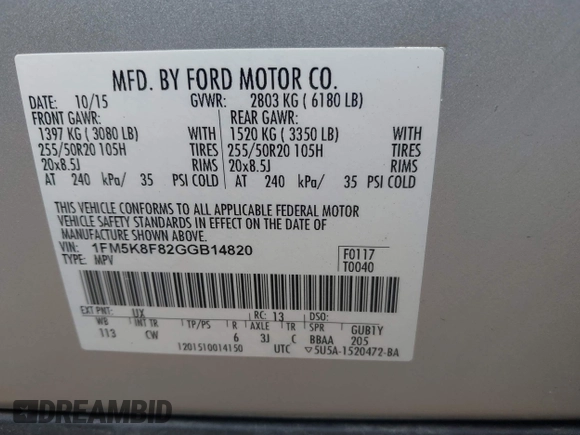 MFD. BY FORD MOTOR CO.
DATE: 10/15 GVWR: 2803 KG ( 6180 LB)
FRONT GAWR: REAR GAWR:
1397 KG ( 3080 LB) WITH 1520 KG ( 3350 LB) WITH
255/50R20 105H TIRES 255/50R20 105H TIRES
20x8.5J RIMS 20x8.5J RIMS
AT 240 kPa/ 35 PSI COLD AT 240 kPa/ 35 PSI COLD
THIS VEHICLE CONFORMS TO ALL APPLICABLE FEDERAL MOTOR
VEHICLE SAFETY STANDARDS IN EFFECT ON THE DATE OF
MANUFACTURE SHOWN ABOVE.
VIN: 1FM5K8F82GGB14820 F0117
TYPE: MPV T0040
EXT PNT: UX RC: 13 DSO:
WB INT TR TP/PS R AXLE TR SPR GUB1Y
113 CW 6 3J C BBAA 205
1201510014150 UTC ▽5U5A-1520472-BA
DREAMBID